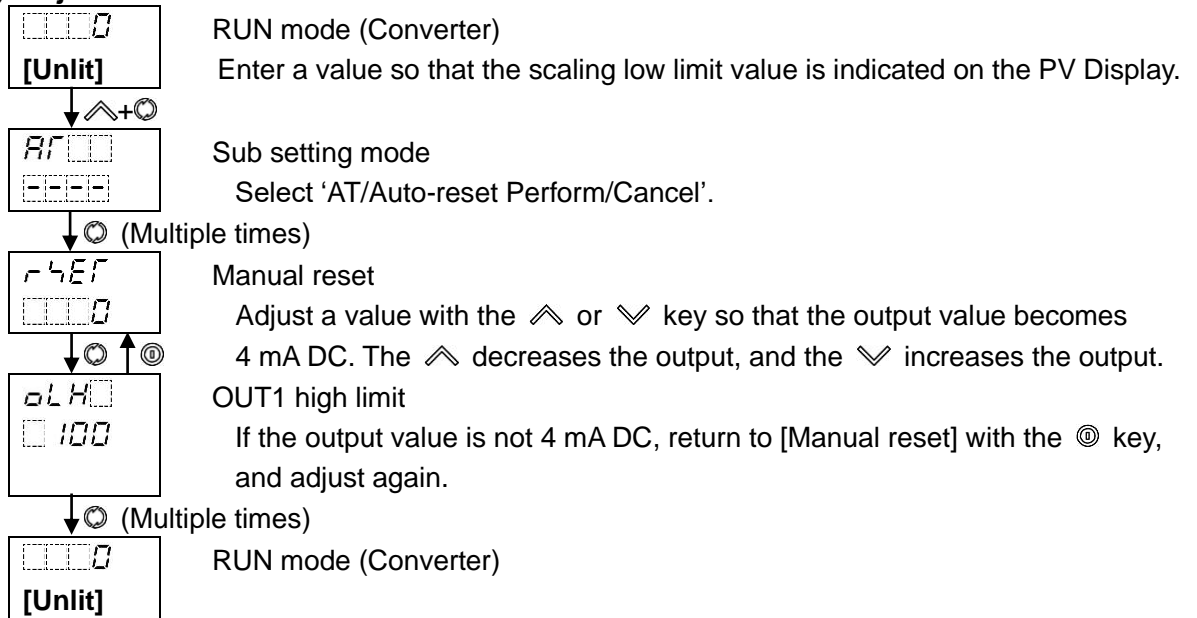 0 RUN mode (Converter)
[Unlit] Enter a value so that the scaling low limit value is indicated on the PV Display.
+
AT Sub setting mode
---- Select ‘AT/Auto-reset Perform/Cancel’.
(Multiple times)
rSET Manual reset
0 Adjust a value with the or key so that the output value becomes
4 mA DC. The decreases the output, and the increases the output.
oLH OUT1 high limit
100 If the output value is not 4 mA DC, return to [Manual reset] with the key,
and adjust again.
(Multiple times)
0 RUN mode (Converter)
[Unlit]